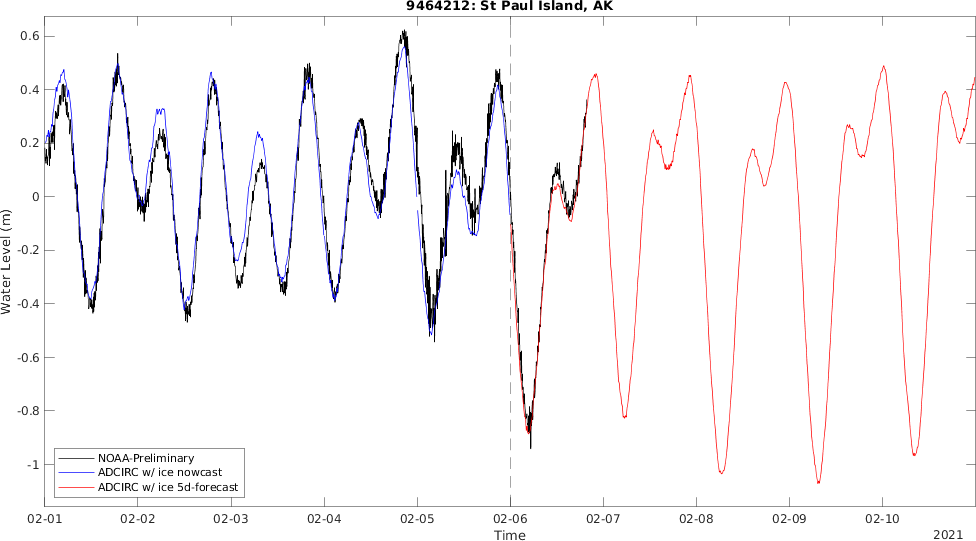 9464212: St Paul Island, AK
Water Level (m)
0.6
0.4
0.2
0
-0.2
-0.4
-0.6
-0.8
-1
NOAA-Preliminary
ADCIRC w/ ice nowcast
ADCIRC w/ ice 5d-forecast
02-01 02-02 02-03 02-04 02-05 02-06 02-07 02-08 02-09 02-10
Time
2021